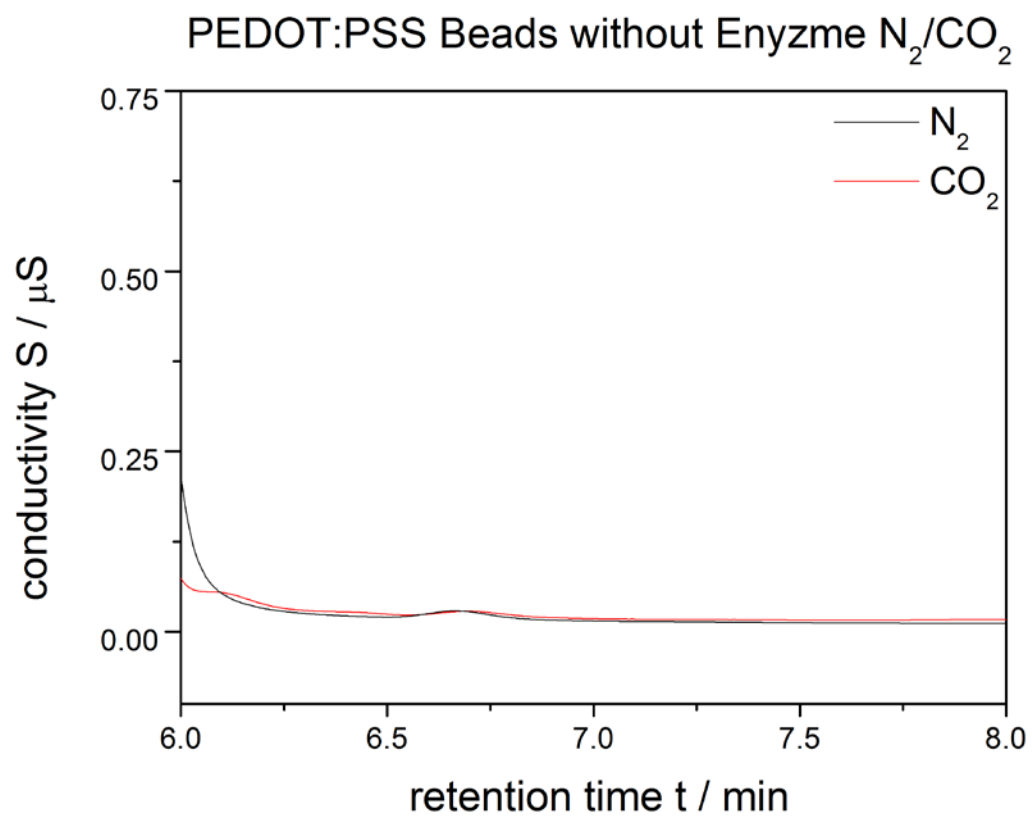 PEDOT:PSS Beads without Enyzme N₂/CO₂
0.75
N₂
CO₂
0.50
conductivity S / μS
0.25
0.00
6.0 6.5 7.0 7.5 8.0
retention time t / min